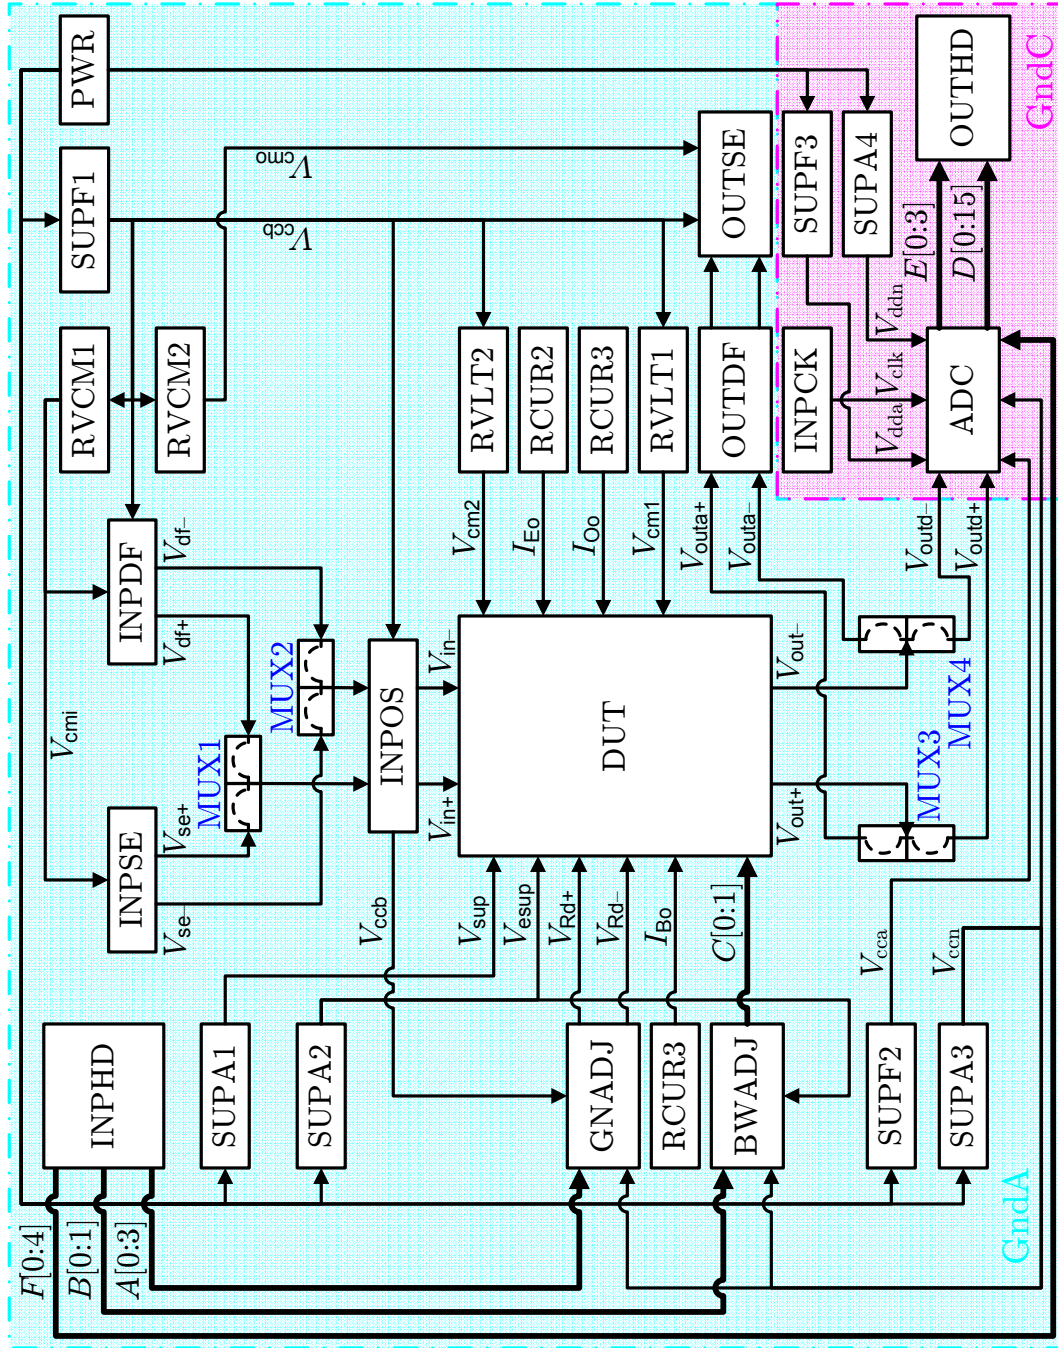 F[0:4]
B[0:1]
A[0:3]
INPHD
SUPA1
SUPA2
GNADJ
RCUR3
BWADJ
SUPF2
SUPA3
GndA
INPSE
V_se−
V_se+
V_cmi
INPDF
V_df+
V_df−
MUX1
MUX2
INPOS
V_ccb
V_in+
V_in−
RVCM1
RVCM2
SUPF1
PWR
V_cmo
V_ccb
V_sup
V_esup
V_Rd+
V_Rd−
I_Bo
C[0:1]
DUT
V_cm2
I_Eo
I_Oo
V_cm1
RVLT2
RCUR2
RCUR3
RVLT1
V_out+
V_out−
MUX3
MUX4
V_outa+
V_outa−
OUTDF
OUTSE
V_cca
V_ccn
V_outd−
V_outd+
INPCK
SUPF3
SUPA4
V_dda
V_clk
V_ddn
ADC
E[0:3]
D[0:15]
OUTHD
GndC